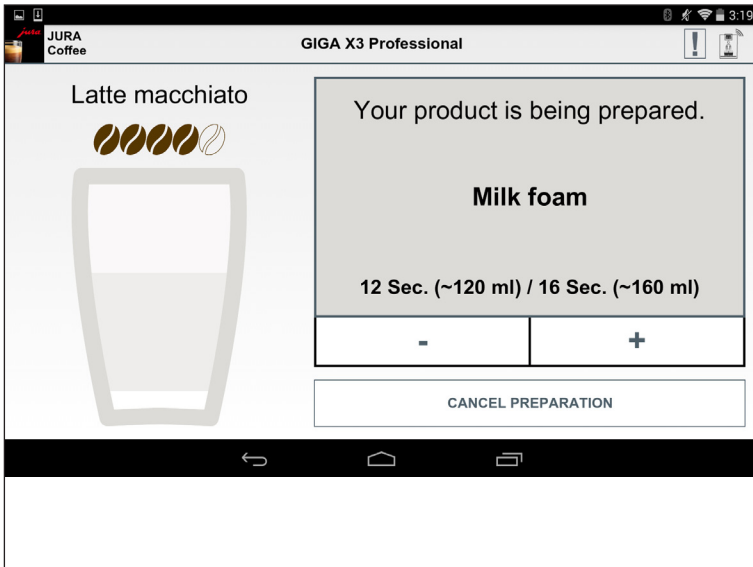 3:19
jura
JURA
Coffee
GIGA X3 Professional
Latte macchiato
Your product is being prepared.
Milk foam
12 Sec. (~120 ml) / 16 Sec. (~160 ml)
- +
CANCEL PREPARATION